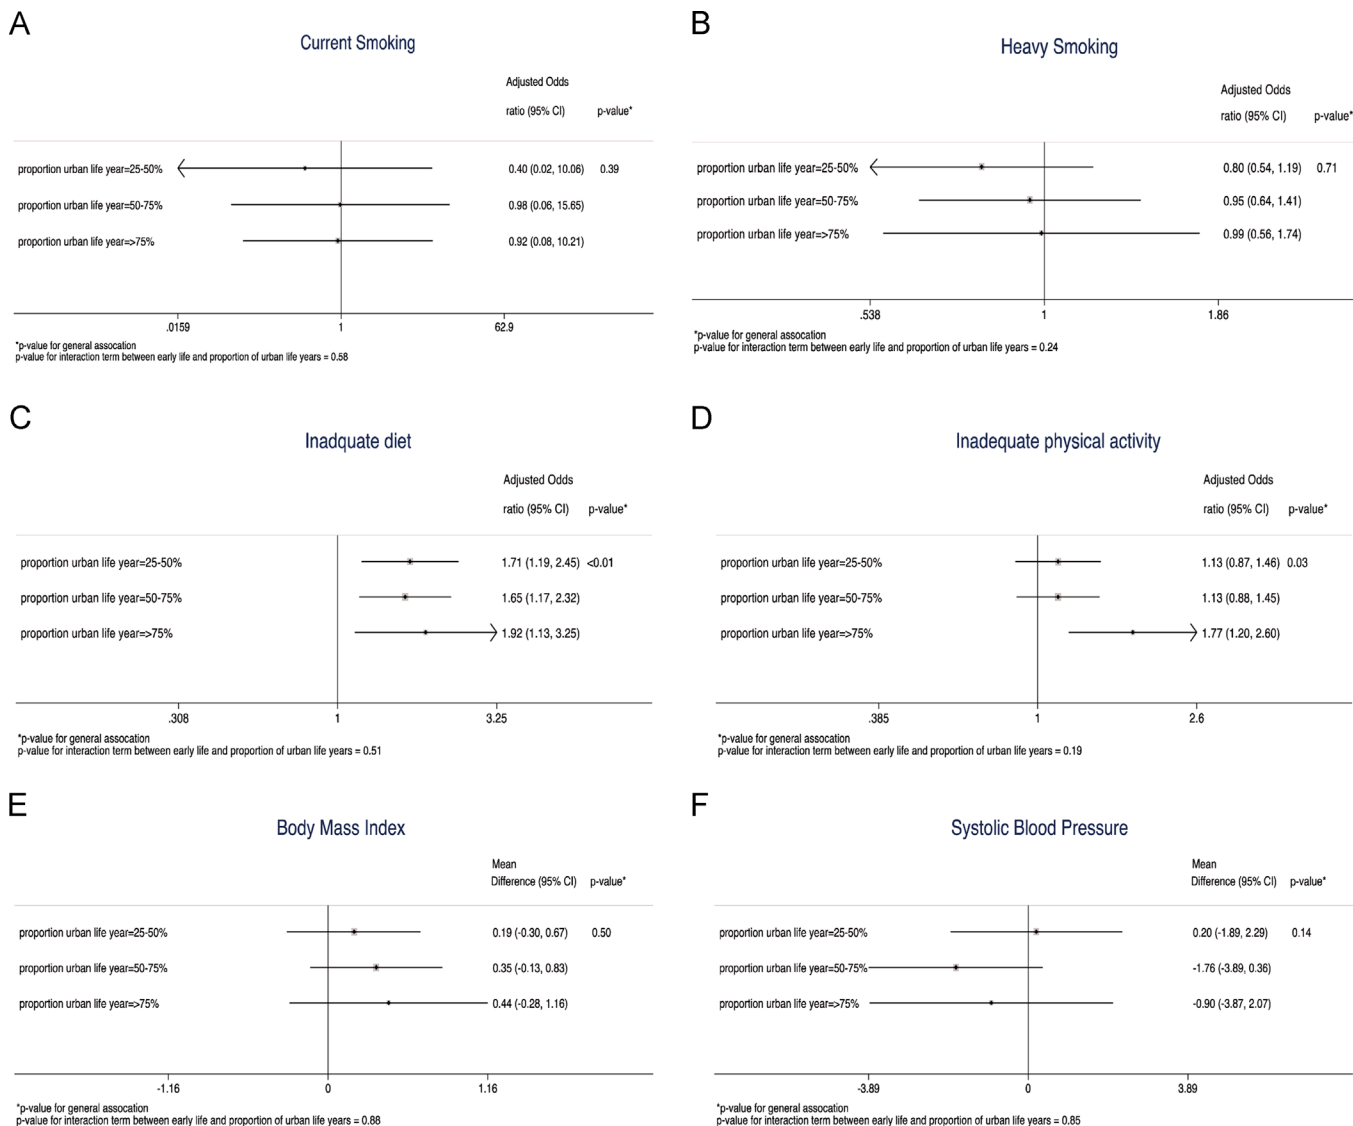 A
Current Smoking
Adjusted Odds
ratio (95% CI) p-value*
proportion urban life year=25-50% 0.40 (0.02, 10.06) 0.39
proportion urban life year=50-75% 0.98 (0.06, 15.65)
proportion urban life year=>75% 0.92 (0.08, 10.21)
.0159 1 62.9
*p-value for general assocation
p-value for interaction term between early life and proportion of urban life years = 0.58
B
Heavy Smoking
Adjusted Odds
ratio (95% CI) p-value*
proportion urban life year=25-50% 0.80 (0.54, 1.19) 0.71
proportion urban life year=50-75% 0.95 (0.64, 1.41)
proportion urban life year=>75% 0.99 (0.56, 1.74)
.538 1 1.86
*p-value for general assocation
p-value for interaction term between early life and proportion of urban life years = 0.24
C
Inadquate diet
Adjusted Odds
ratio (95% CI) p-value*
proportion urban life year=25-50% 1.71 (1.19, 2.45) <0.01
proportion urban life year=50-75% 1.65 (1.17, 2.32)
proportion urban life year=>75% 1.92 (1.13, 3.25)
.308 1 3.25
*p-value for general assocation
p-value for interaction term between early life and proportion of urban life years = 0.51
D
Inadequate physical activity
Adjusted Odds
ratio (95% CI) p-value*
proportion urban life year=25-50% 1.13 (0.87, 1.46) 0.03
proportion urban life year=50-75% 1.13 (0.88, 1.45)
proportion urban life year=>75% 1.77 (1.20, 2.60)
.385 1 2.6
*p-value for general assocation
p-value for interaction term between early life and proportion of urban life years = 0.19
E
Body Mass Index
Mean
Difference (95% CI) p-value*
proportion urban life year=25-50% 0.19 (-0.30, 0.67) 0.50
proportion urban life year=50-75% 0.35 (-0.13, 0.83)
proportion urban life year=>75% 0.44 (-0.28, 1.16)
-1.16 0 1.16
*p-value for general assocation
p-value for interaction term between early life and proportion of urban life years = 0.88
F
Systolic Blood Pressure
Mean
Difference (95% CI) p-value*
proportion urban life year=25-50% 0.20 (-1.89, 2.29) 0.14
proportion urban life year=50-75% -1.76 (-3.89, 0.36)
proportion urban life year=>75% -0.90 (-3.87, 2.07)
-3.89 0 3.89
*p-value for general assocation
p-value for interaction term between early life and proportion of urban life years = 0.85